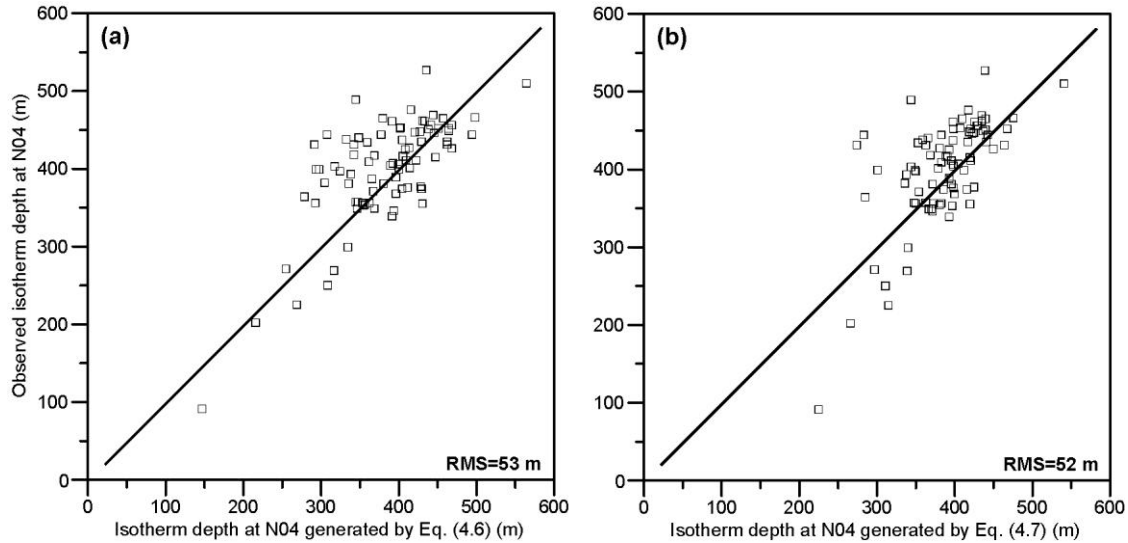 (a)
Observed isotherm depth at N04 (m)
600
500
400
300
200
100
0
RMS=53 m
0 100 200 300 400 500 600
Isotherm depth at N04 generated by Eq. (4.6) (m)
(b)
600
500
400
300
200
100
0
RMS=52 m
0 100 200 300 400 500 600
Isotherm depth at N04 generated by Eq. (4.7) (m)